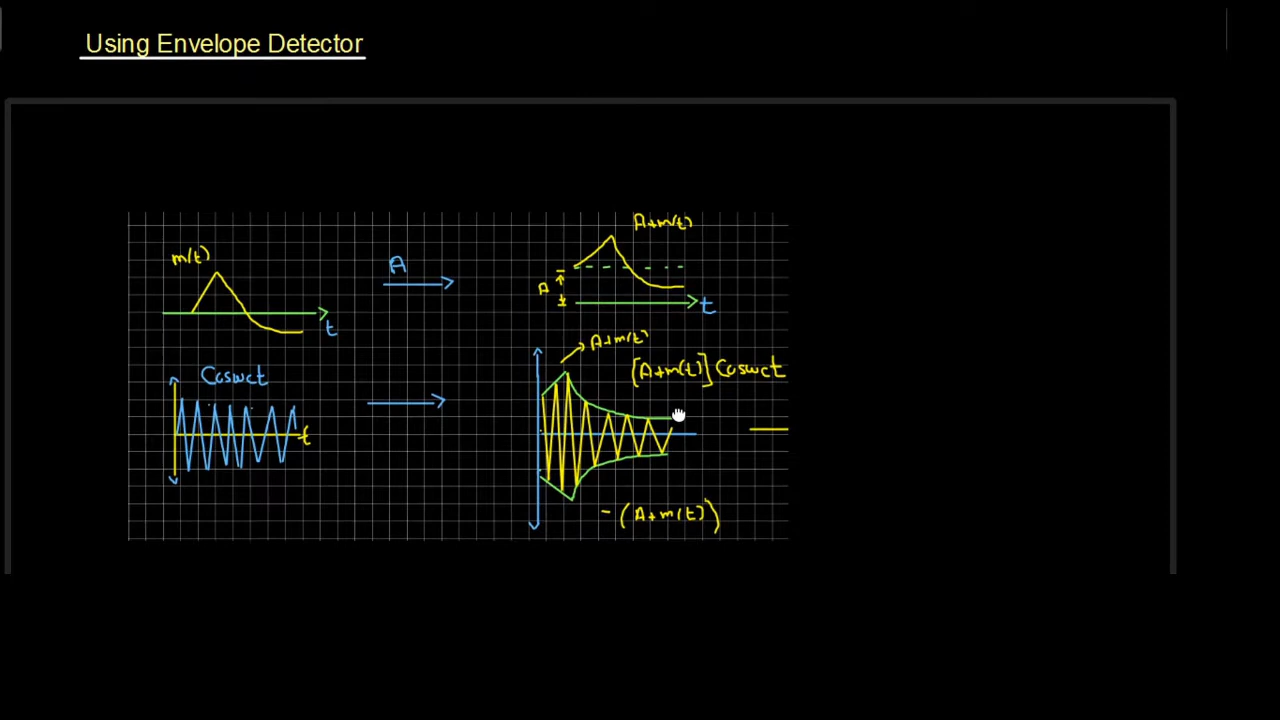 Using Envelope Detector
m(t)
A
A+m(t)
A
t
t
Coswct
t
A+m(t)
[A+m(t)]Coswct
-(A+m(t))